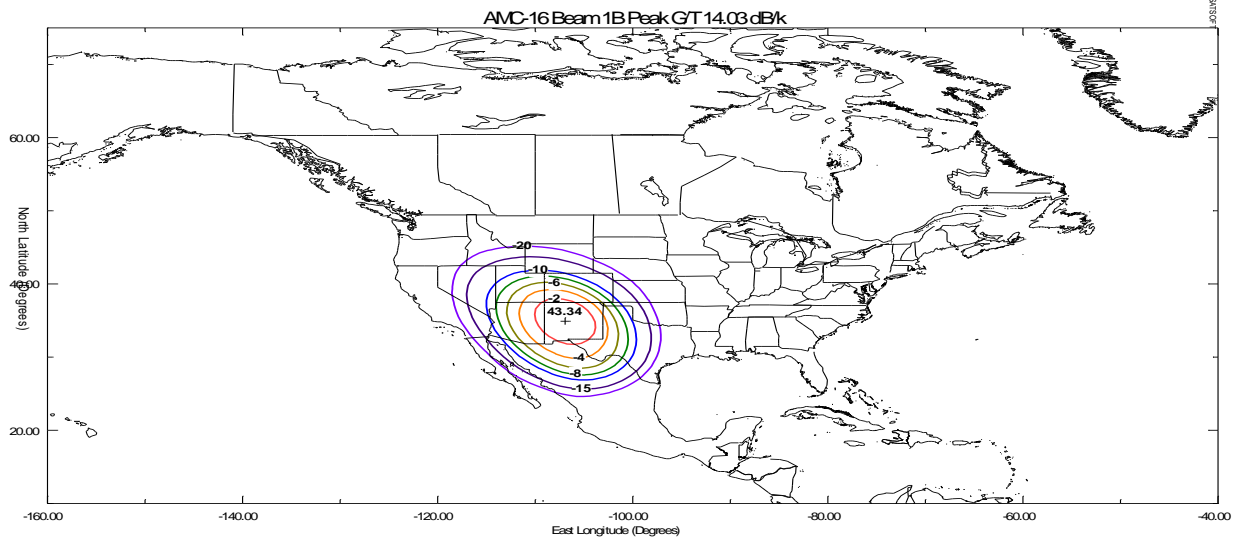 AMC-16 Beam 1B Peak G/T 14.03 dB/k
SATSOFT
60.00
40.00
20.00
North Latitude (Degrees)
-20
-10
-6
-2
43.34
-4
-8
-15
-160.00 -140.00 -120.00 -100.00 -80.00 -60.00 -40.00
East Longitude (Degrees)